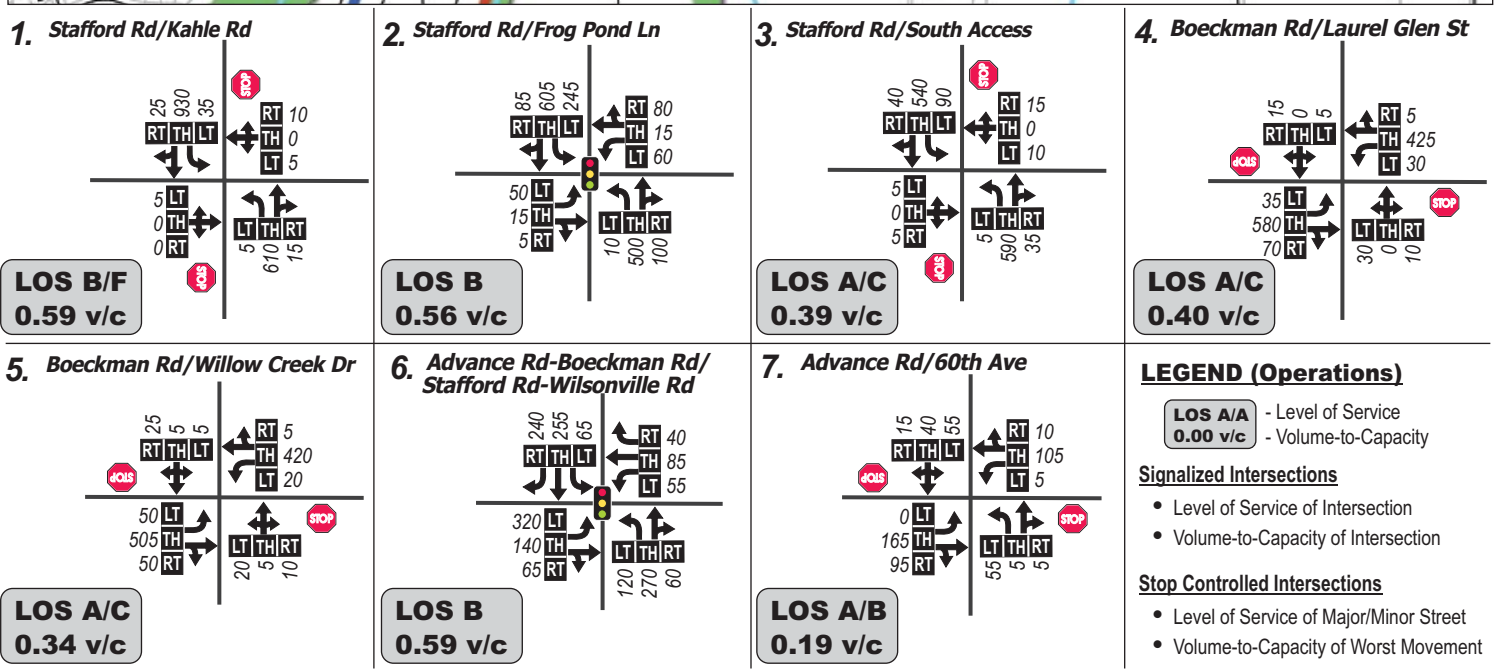 1. Stafford Rd/Kahle Rd
25 930 35
RT TH LT
STOP
RT 10
TH 0
LT 5
5 LT
0 TH
0 RT
LT TH RT
5 610 15
STOP
LOS B/F
0.59 v/c
2. Stafford Rd/Frog Pond Ln
85 605 245
RT TH LT
RT 80
TH 15
LT 60
50 LT
15 TH
5 RT
LT TH RT
10 500 100
LOS B
0.56 v/c
3. Stafford Rd/South Access
40 540 90
RT TH LT
STOP
RT 15
TH 0
LT 10
5 LT
0 TH
5 RT
LT TH RT
5 590 35
STOP
LOS A/C
0.39 v/c
4. Boeckman Rd/Laurel Glen St
15 0 5
RT TH LT
STOP
RT 5
TH 425
LT 30
35 LT
580 TH
70 RT
LT TH RT
30 0 10
STOP
LOS A/C
0.40 v/c
5. Boeckman Rd/Willow Creek Dr
25 5 5
RT TH LT
STOP
RT 5
TH 420
LT 20
50 LT
505 TH
50 RT
LT TH RT
20 5 10
STOP
LOS A/C
0.34 v/c
6. Advance Rd-Boeckman Rd/
Stafford Rd-Wilsonville Rd
240 255 65
RT TH LT
RT 40
TH 85
LT 55
320 LT
140 TH
65 RT
LT TH RT
120 270 60
LOS B
0.59 v/c
7. Advance Rd/60th Ave
15 40 55
RT TH LT
STOP
RT 10
TH 105
LT 5
0 LT
165 TH
95 RT
LT TH RT
55 5 5
STOP
LOS A/B
0.19 v/c
LEGEND (Operations)
LOS A/A - Level of Service
0.00 v/c - Volume-to-Capacity
Signalized Intersections
• Level of Service of Intersection
• Volume-to-Capacity of Intersection
Stop Controlled Intersections
• Level of Service of Major/Minor Street
• Volume-to-Capacity of Worst Movement